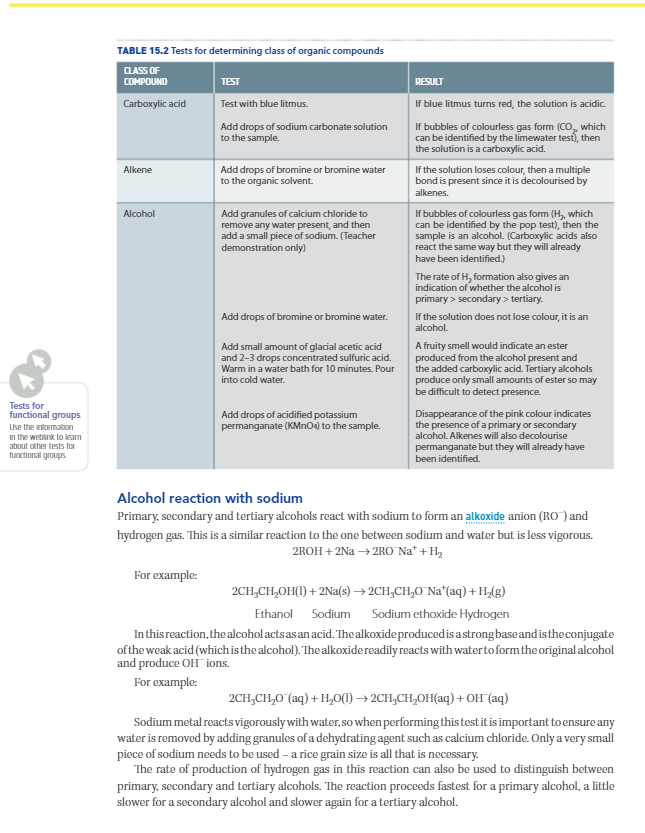 TABLE 15.2 Tests for determining class of organic compounds
CLASS OF
COMPOUND
TEST
RESULT
Carboxylic acid
Test with blue litmus.
If blue litmus turns red, the solution is acidic.
Add drops of sodium carbonate solution
to the sample.
If bubbles of colourless gas form (CO₂, which
can be identified by the limewater test), then
the solution is a carboxylic acid.
Alkene
Add drops of bromine or bromine water
to the organic solvent.
If the solution loses colour, then a multiple
bond is present since it is decolourised by
alkenes.
Alcohol
Add granules of calcium chloride to
remove any water present, and then
add a small piece of sodium. (Teacher
demonstration only)
If bubbles of colourless gas form (H₂, which
can be identified by the pop test), then the
sample is an alcohol. (Carboxylic acids also
react the same way but they will already
have been identified.)
The rate of H₂ formation also gives an
indication of whether the alcohol is
primary > secondary > tertiary.
Add drops of bromine or bromine water.
If the solution does not lose colour, it is an
alcohol.
Add small amount of glacial acetic acid
and 2–3 drops concentrated sulfuric acid.
Warm in a water bath for 10 minutes. Pour
into cold water.
A fruity smell would indicate an ester
produced from the alcohol present and
the added carboxylic acid. Tertiary alcohols
produce only small amounts of ester so may
be difficult to detect presence.
Add drops of acidified potassium
permanganate (KMnO₄) to the sample.
Disappearance of the pink colour indicates
the presence of a primary or secondary
alcohol. Alkenes will also decolourise
permanganate but they will already have
been identified.
Tests for
functional groups
Use the information
in the weblink to learn
about other tests for
functional groups.
Alcohol reaction with sodium
Primary, secondary and tertiary alcohols react with sodium to form an alkoxide anion (RO⁻) and
hydrogen gas. This is a similar reaction to the one between sodium and water but is less vigorous.
2ROH + 2Na → 2RO⁻Na⁺ + H₂
For example:
2CH₃CH₂OH(l) + 2Na(s) → 2CH₃CH₂O⁻Na⁺(aq) + H₂(g)
Ethanol Sodium Sodium ethoxide Hydrogen
In this reaction, the alcohol acts as an acid. The alkoxide produced is a strong base and is the conjugate
of the weak acid (which is the alcohol). The alkoxide readily reacts with water to form the original alcohol
and produce OH⁻ ions.
For example:
2CH₃CH₂O⁻(aq) + H₂O(l) → 2CH₃CH₂OH(aq) + OH⁻(aq)
Sodium metal reacts vigorously with water, so when performing this test it is important to ensure any
water is removed by adding granules of a dehydrating agent such as calcium chloride. Only a very small
piece of sodium needs to be used – a rice grain size is all that is necessary.
The rate of production of hydrogen gas in this reaction can also be used to distinguish between
primary, secondary and tertiary alcohols. The reaction proceeds fastest for a primary alcohol, a little
slower for a secondary alcohol and slower again for a tertiary alcohol.